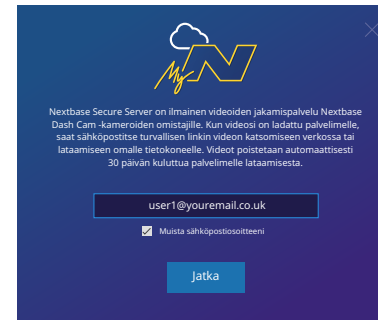 My N
Nextbase Secure Server on ilmainen videoiden jakamispalvelu Nextbase
Dash Cam -kameroiden omistajille. Kun videosi on ladattu palvelimelle,
saat sähköpostitse turvallisen linkin videon katsomiseen verkossa tai
lataamiseen omalle tietokoneelle. Videot poistetaan automaattisesti
30 päivän kuluttua palvelimelle lataamisesta.
user1@youremail.co.uk
Muista sähköpostiosoitteeni
Jatka